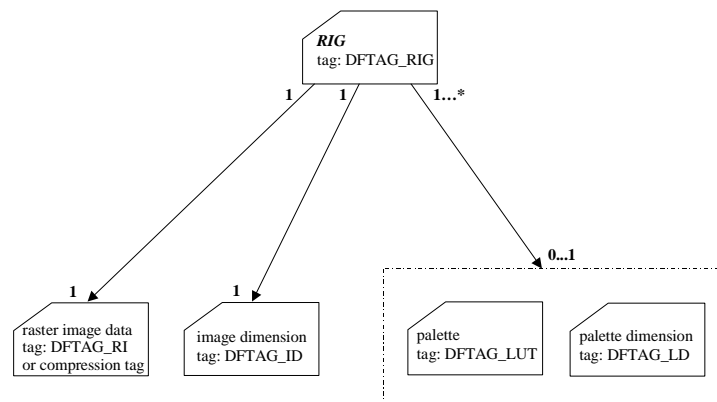 RIG
tag: DFTAG_RIG
1
1
1…*
1
1
0...1
raster image data
tag: DFTAG_RI
or compression tag
image dimension
tag: DFTAG_ID
palette
tag: DFTAG_LUT
palette dimension
tag: DFTAG_LD